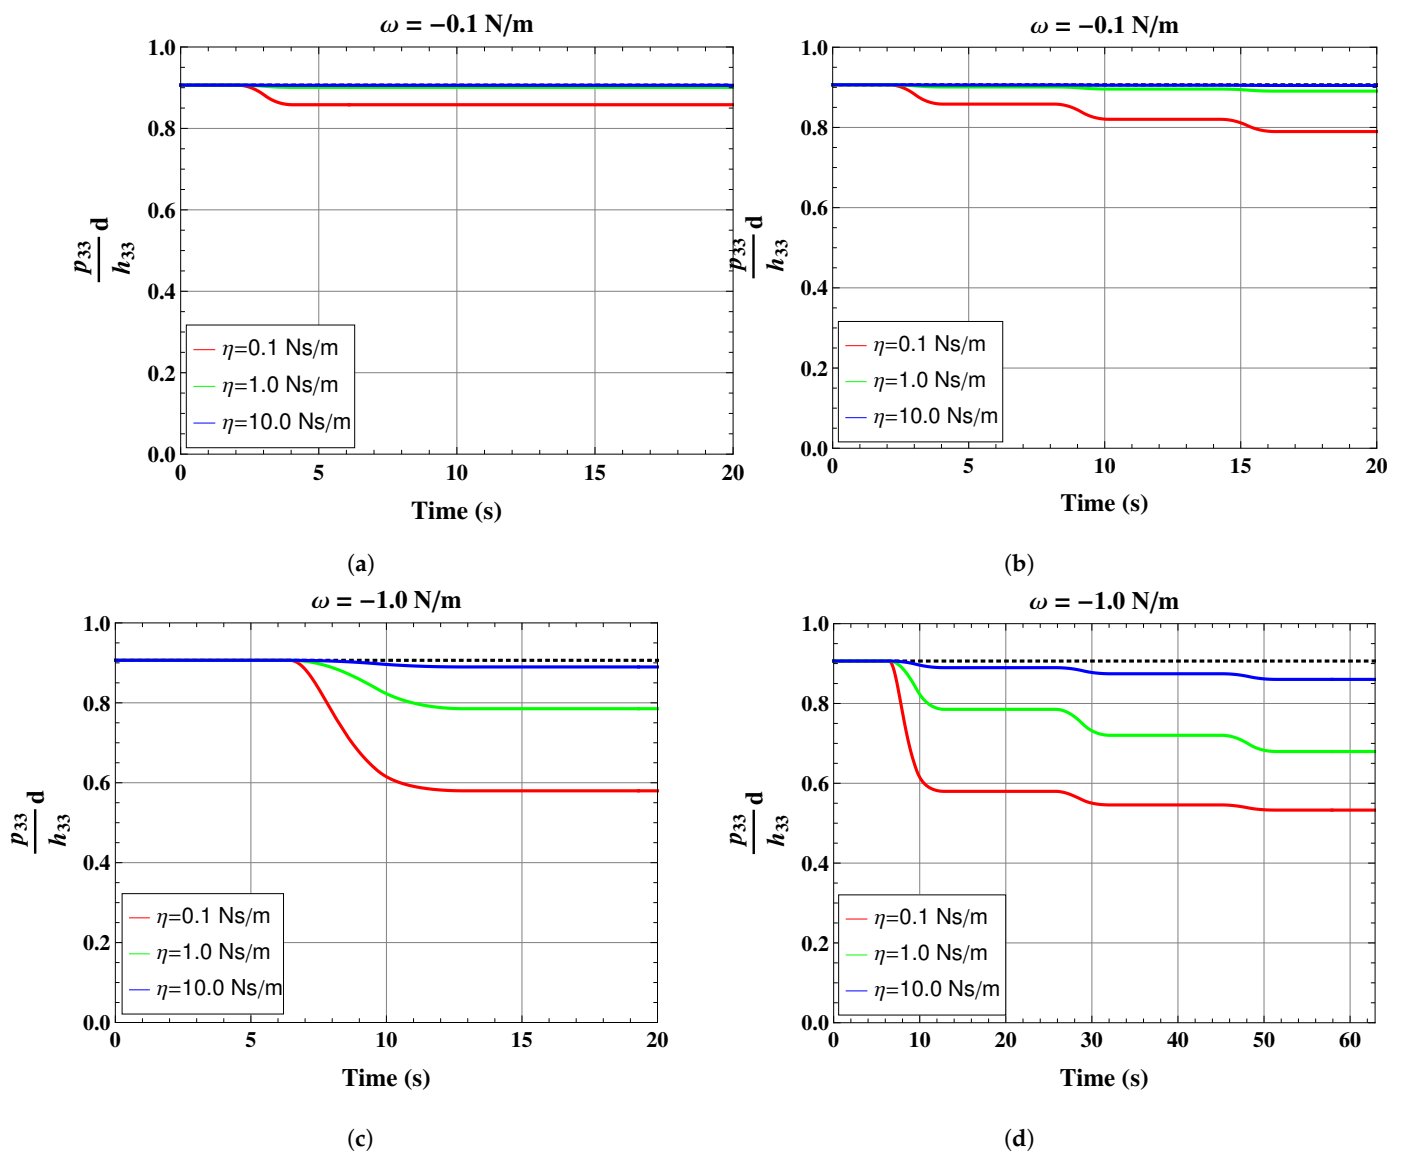 ω = −0.1 N/m
1.0
0.8
0.6
0.4
0.2
0.0
p33/h33 d
η=0.1 Ns/m
η=1.0 Ns/m
η=10.0 Ns/m
0 5 10 15 20
Time (s)
(a)
ω = −0.1 N/m
1.0
0.8
0.6
0.4
0.2
0.0
p33/h33 d
η=0.1 Ns/m
η=1.0 Ns/m
η=10.0 Ns/m
0 5 10 15 20
Time (s)
(b)
ω = −1.0 N/m
1.0
0.8
0.6
0.4
0.2
0.0
p33/h33 d
η=0.1 Ns/m
η=1.0 Ns/m
η=10.0 Ns/m
0 5 10 15 20
Time (s)
(c)
ω = −1.0 N/m
1.0
0.8
0.6
0.4
0.2
0.0
p33/h33 d
η=0.1 Ns/m
η=1.0 Ns/m
η=10.0 Ns/m
0 10 20 30 40 50 60
Time (s)
(d)